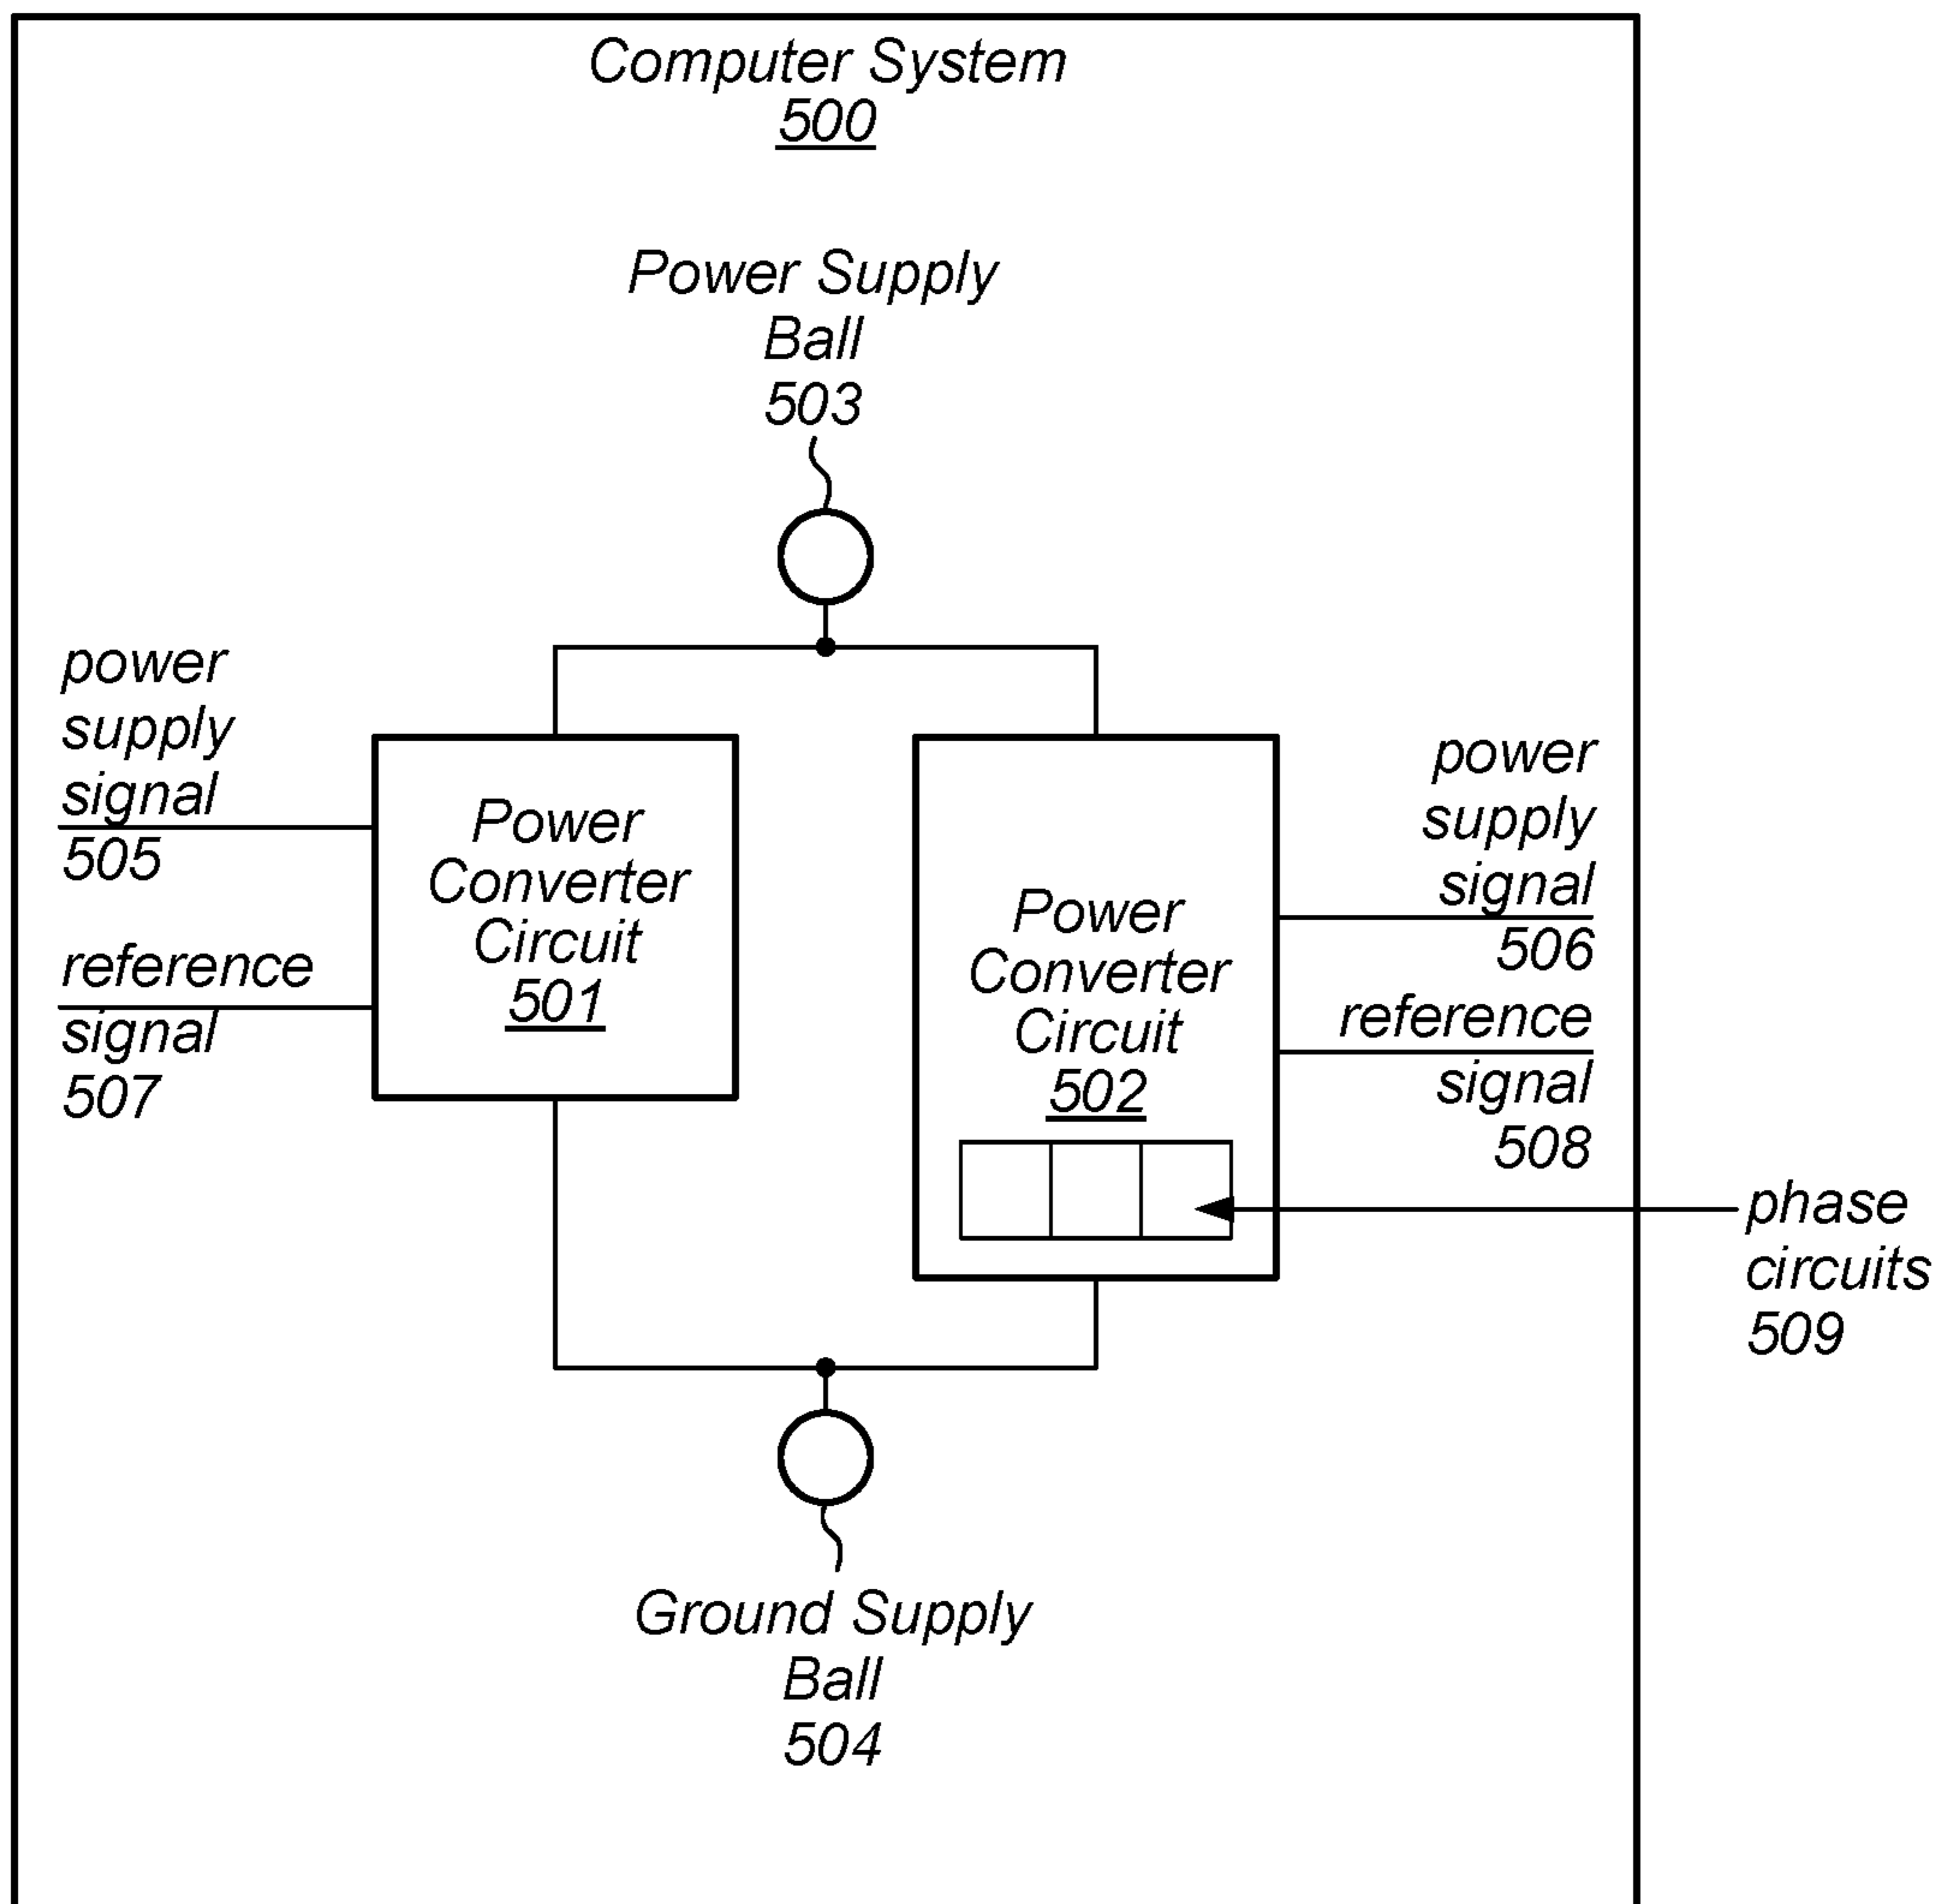 Computer System
500
Power Supply
Ball
503
power
supply
signal
505
reference
signal
507
Power
Converter
Circuit
501
Power
Converter
Circuit
502
power
supply
signal
506
reference
signal
508
phase
circuits
509
Ground Supply
Ball
504